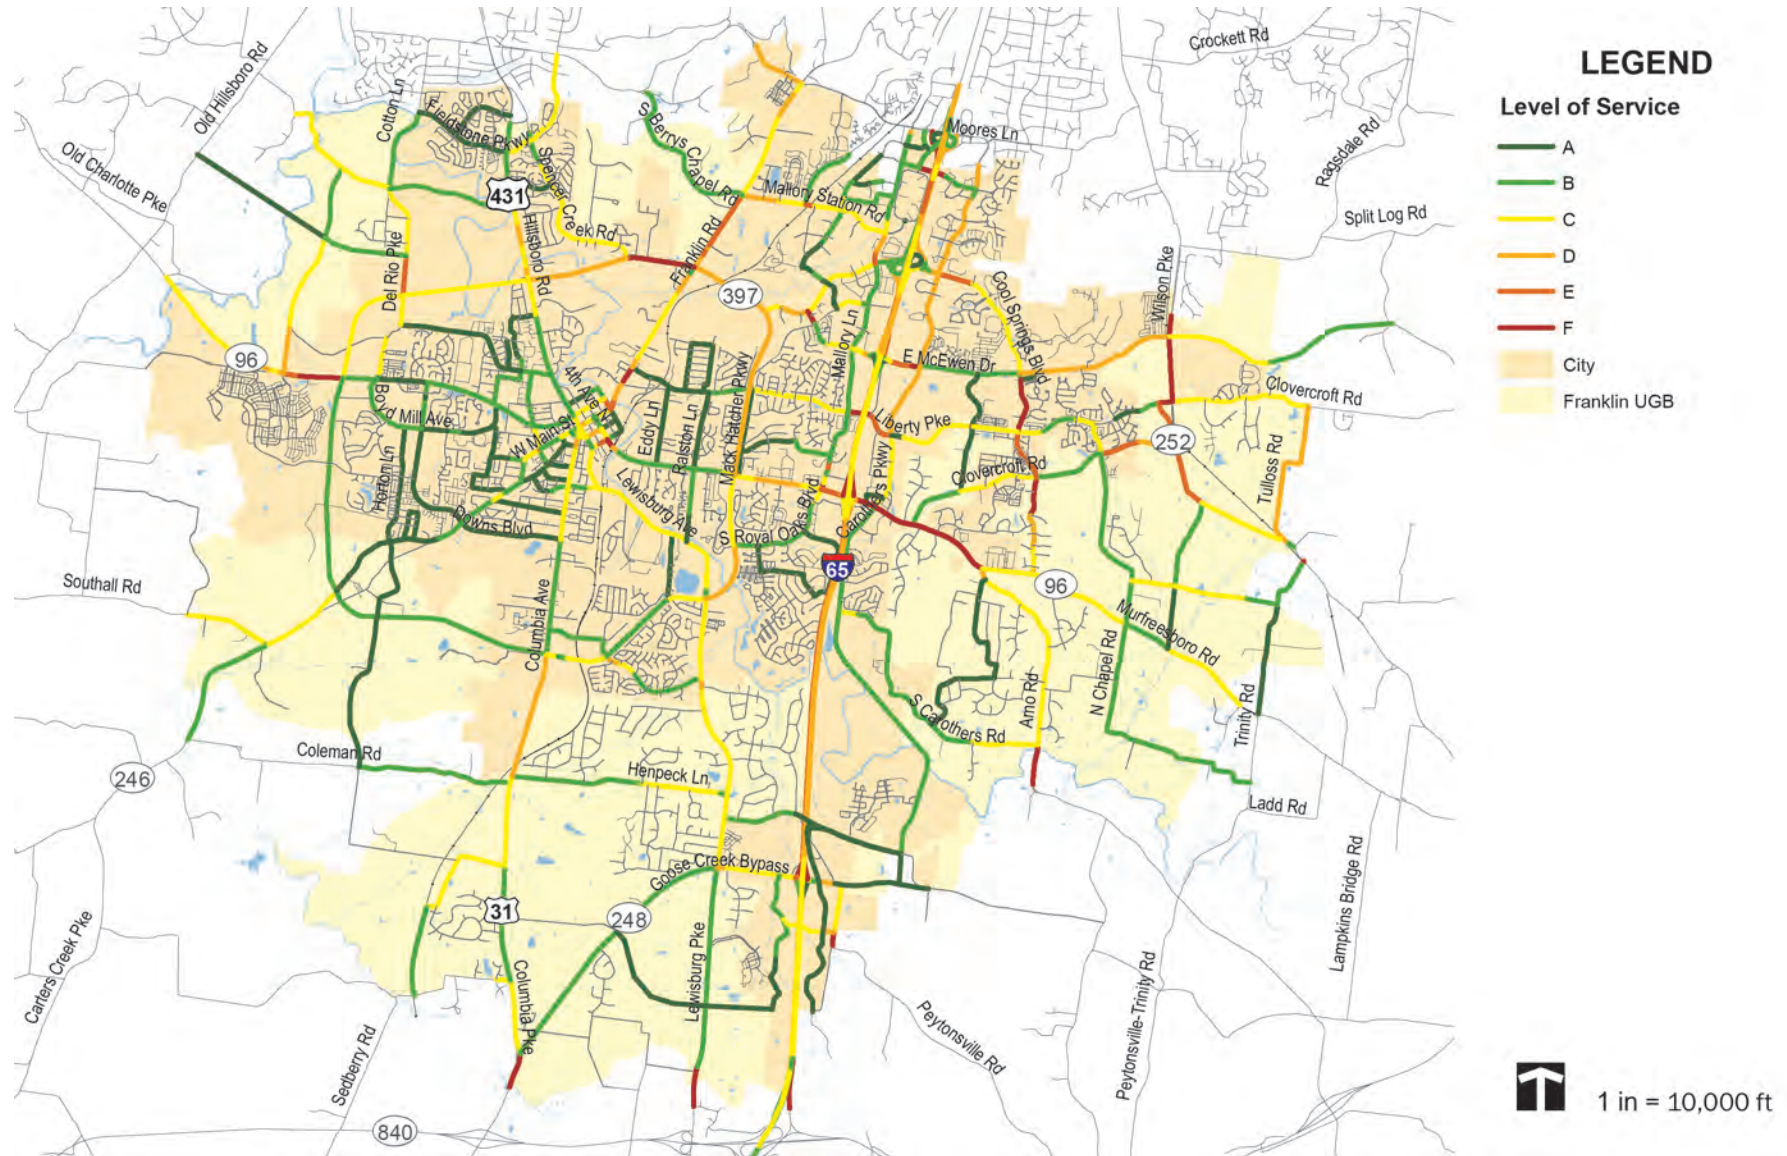 Crockett Rd
Old Hillsboro Rd
Cotton Ln
Fieldstone Pkwy
S Berrys Chapel Rd
Moores Ln
Ragsdale Rd
Old Charlotte Pke
Spencer Creek Rd
431
Mallory Station Rd
Split Log Rd
Hillsboro Rd
Franklin Rd
Del Rio Pke
397
Wilson Pke
Cool Springs Blvd
Mallory Ln
96
E McEwen Dr
4th Ave N
Clovercroft Rd
Boyd Mill Ave
W Main St
Eddy Ln
Ralston Ln
Mack Hatcher Pkwy
Liberty Pke
252
Horton Ln
Lewisburg Ave
Clovercroft Rd
Tulloss Rd
Carothers Pkwy
Downs Blvd
S Royal Oaks Blvd
65
Southall Rd
96
Columbia Ave
Murfreesboro Rd
N Chapel Rd
Arno Rd
S Carothers Rd
Trinity Rd
Coleman Rd
246
Henpeck Ln
Ladd Rd
Goose Creek Bypass
Lampkins Bridge Rd
31
248
Carters Creek Pke
Lewisburg Pke
Columbia Pke
Peytonsville Rd
Peytonsville-Trinity Rd
Sedberry Rd
840
LEGEND
Level of Service
A
B
C
D
E
F
City
Franklin UGB
1 in = 10,000 ft